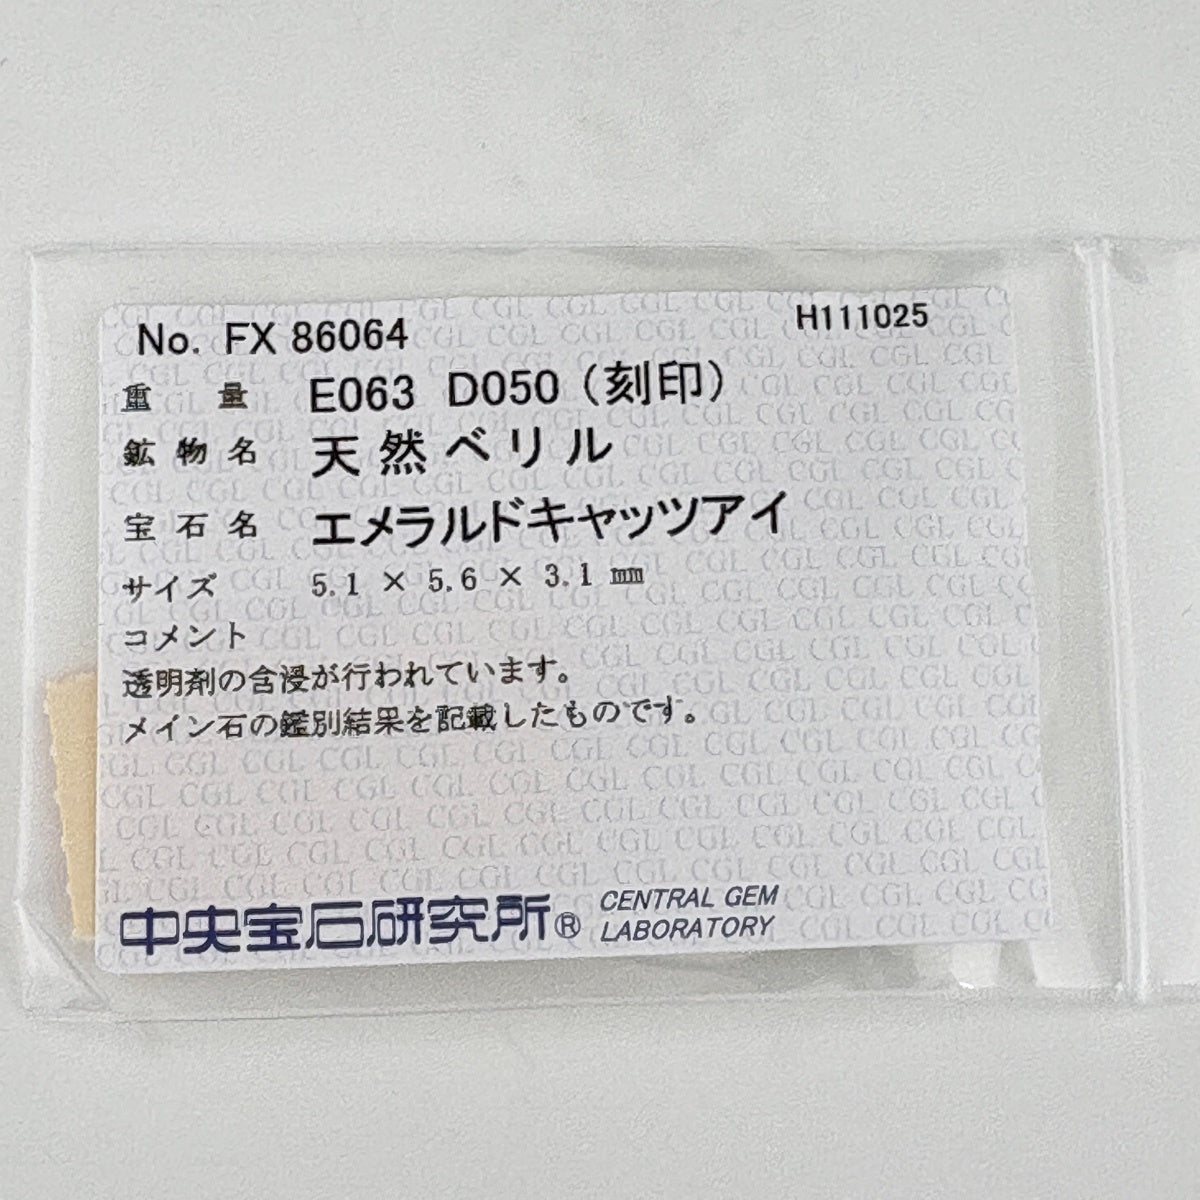 No. FX 86064
H111025
重量 E063 D050 (刻印)
鉱物名 天然ベリル
宝石名 エメラルドキャッツアイ
サイズ 5.1 × 5.6 × 3.1 mm
コメント
透明剤の含浸が行われています。
メイン石の鑑別結果を記載したものです。
中央宝石研究所® CENTRAL GEM
LABORATORY